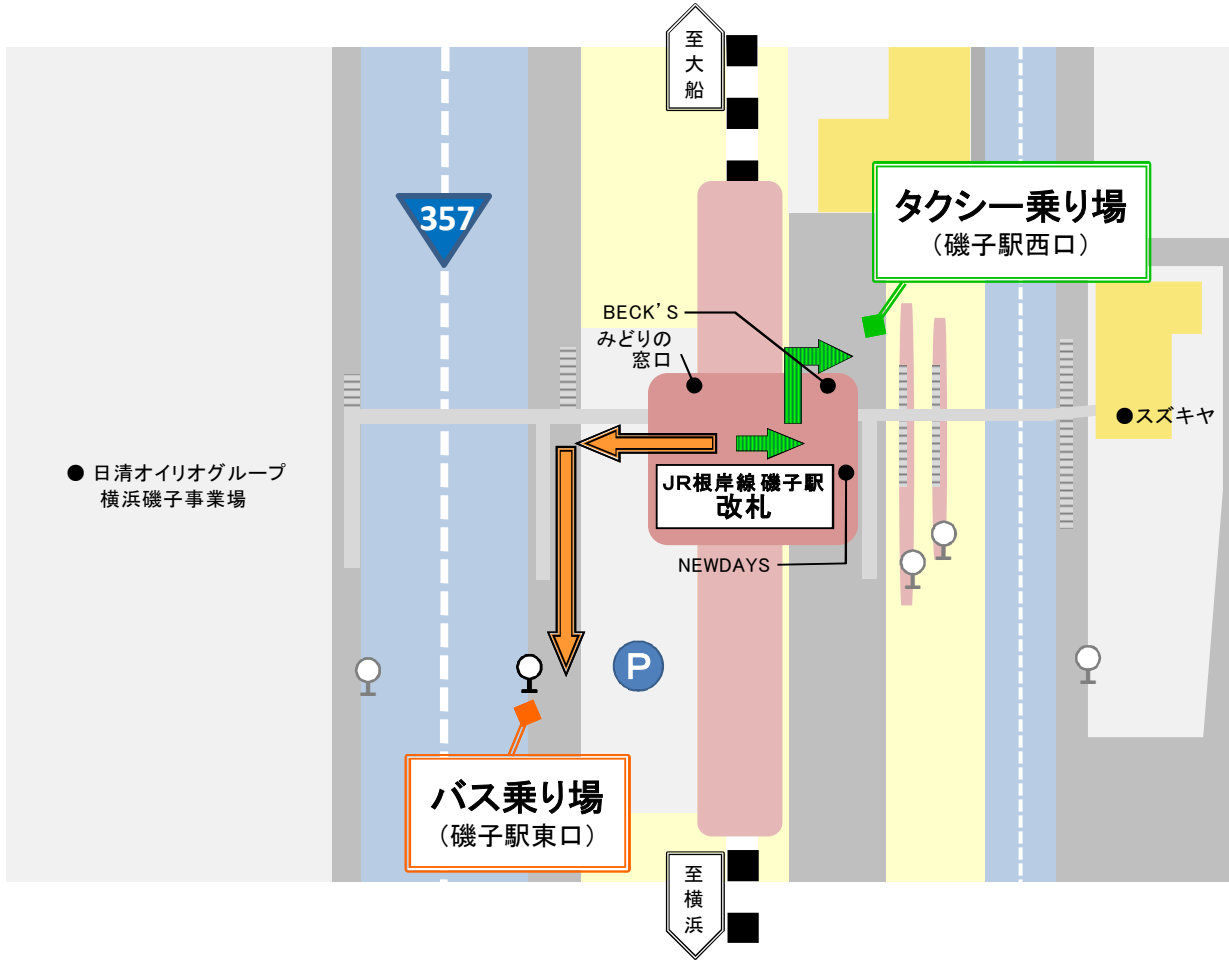 至
大
船
357
タクシー乗り場
（磯子駅西口）
BECK'S
みどりの
窓口
●スズキヤ
● 日清オイリオグループ
横浜磯子事業場
JR根岸線 磯子駅
改札
NEWDAYS
P
バス乗り場
（磯子駅東口）
至
横
浜